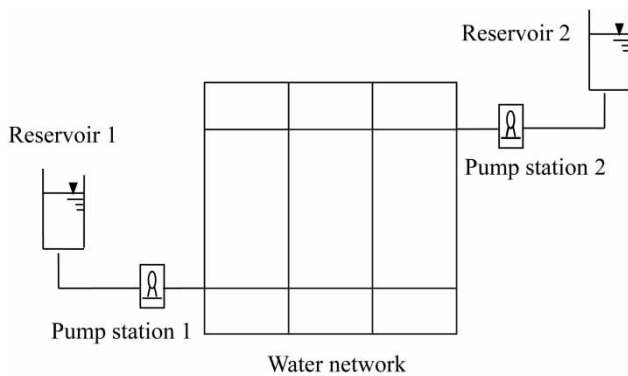 Reservoir 2
Reservoir 1
Pump station 2
Pump station 1
Water network